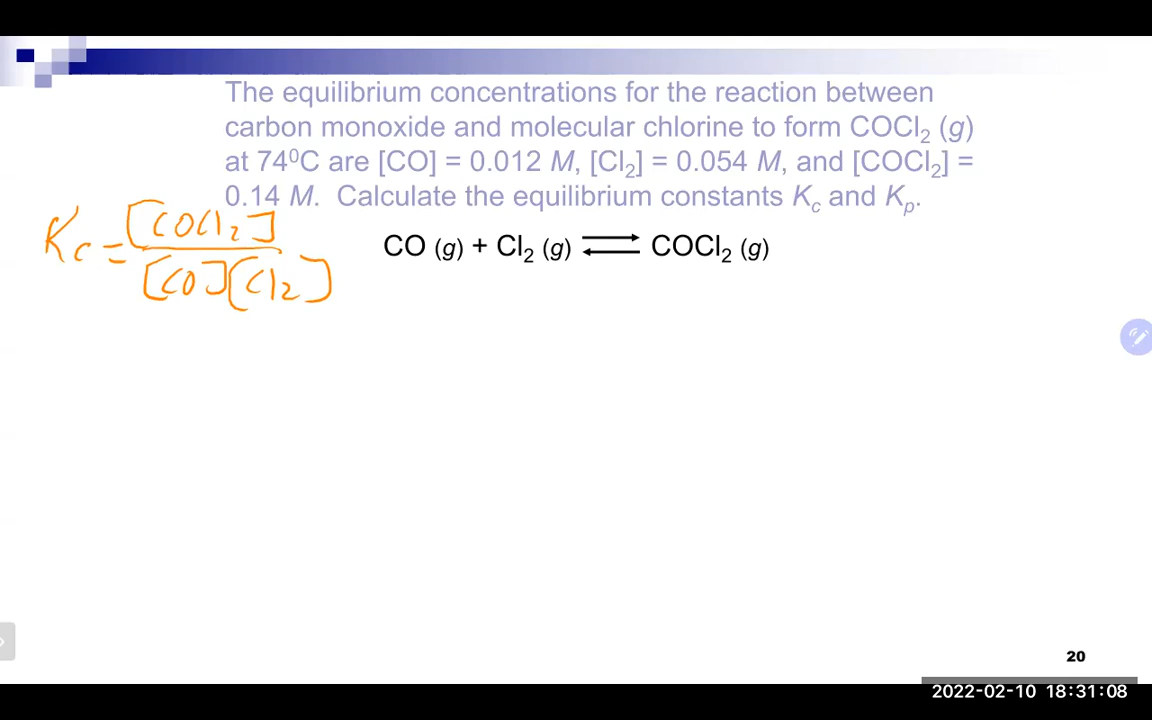 The equilibrium concentrations for the reaction between
carbon monoxide and molecular chlorine to form COCl₂ (g)
at 74⁰C are [CO] = 0.012 M, [Cl₂] = 0.054 M, and [COCl₂] =
0.14 M. Calculate the equilibrium constants Kc and Kp.
Kc = [COCl₂] / [CO][Cl₂]
CO (g) + Cl₂ (g) ⇌ COCl₂ (g)
20
2022-02-10 18:31:08